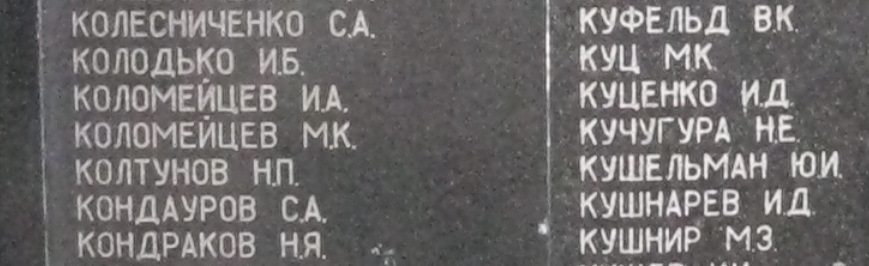 КОЛЕСНИЧЕНКО С.А.
КОЛОДЬКО И.Б.
КОЛОМЕЙЦЕВ И.А.
КОЛОМЕЙЦЕВ М.К.
КОЛТУНОВ Н.П.
КОНДАУРОВ С.А.
КОНДРАКОВ Н.Я.
КУФЕЛЬД В.К.
КУЦ М.К
КУЦЕНКО И.Д.
КУЧУГУРА Н.Е.
КУШЕЛЬМАН Ю.И.
КУШНАРЕВ И.Д.
КУШНИР М.З.